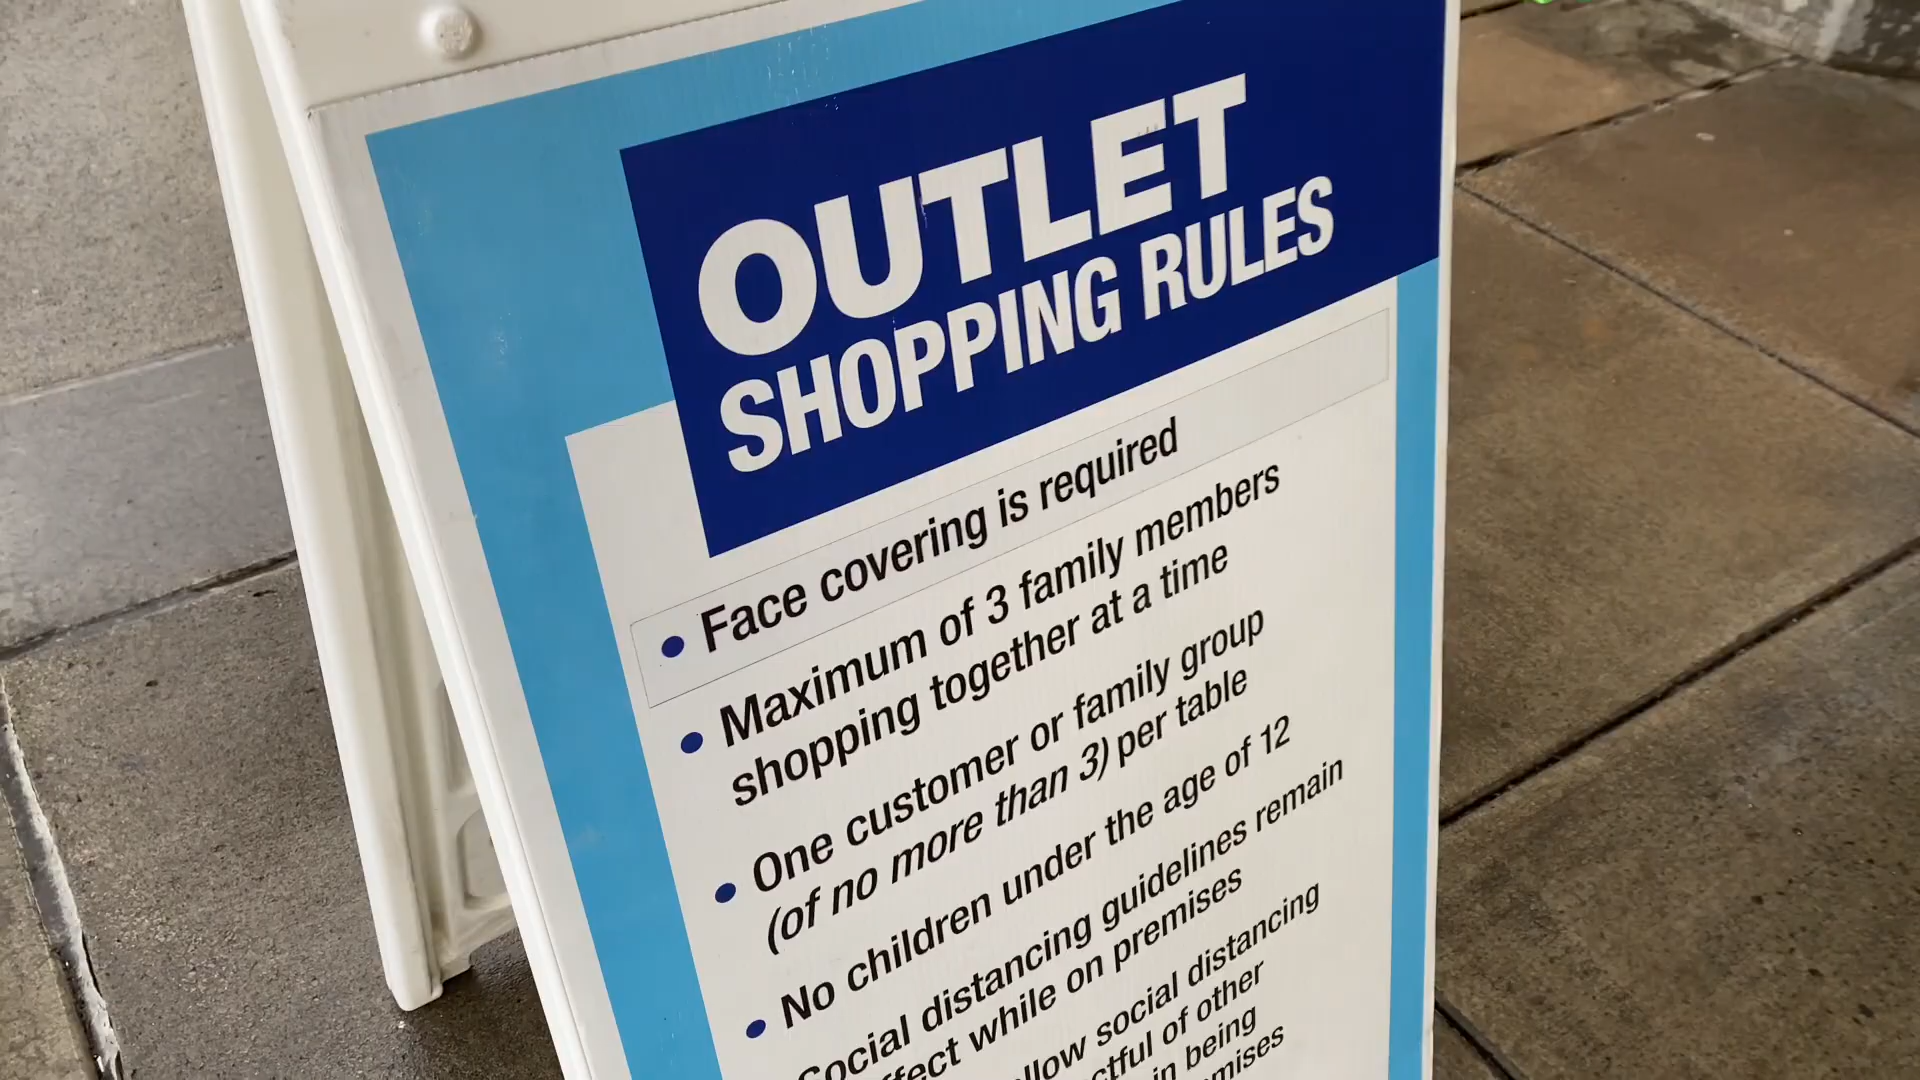 OUTLET
SHOPPING RULES
• Face covering is required
• Maximum of 3 family members
shopping together at a time
• One customer or family group
(of no more than 3) per table
• No children under the age of 12
Social distancing guidelines remain
while on premises
social distancing
of other
being